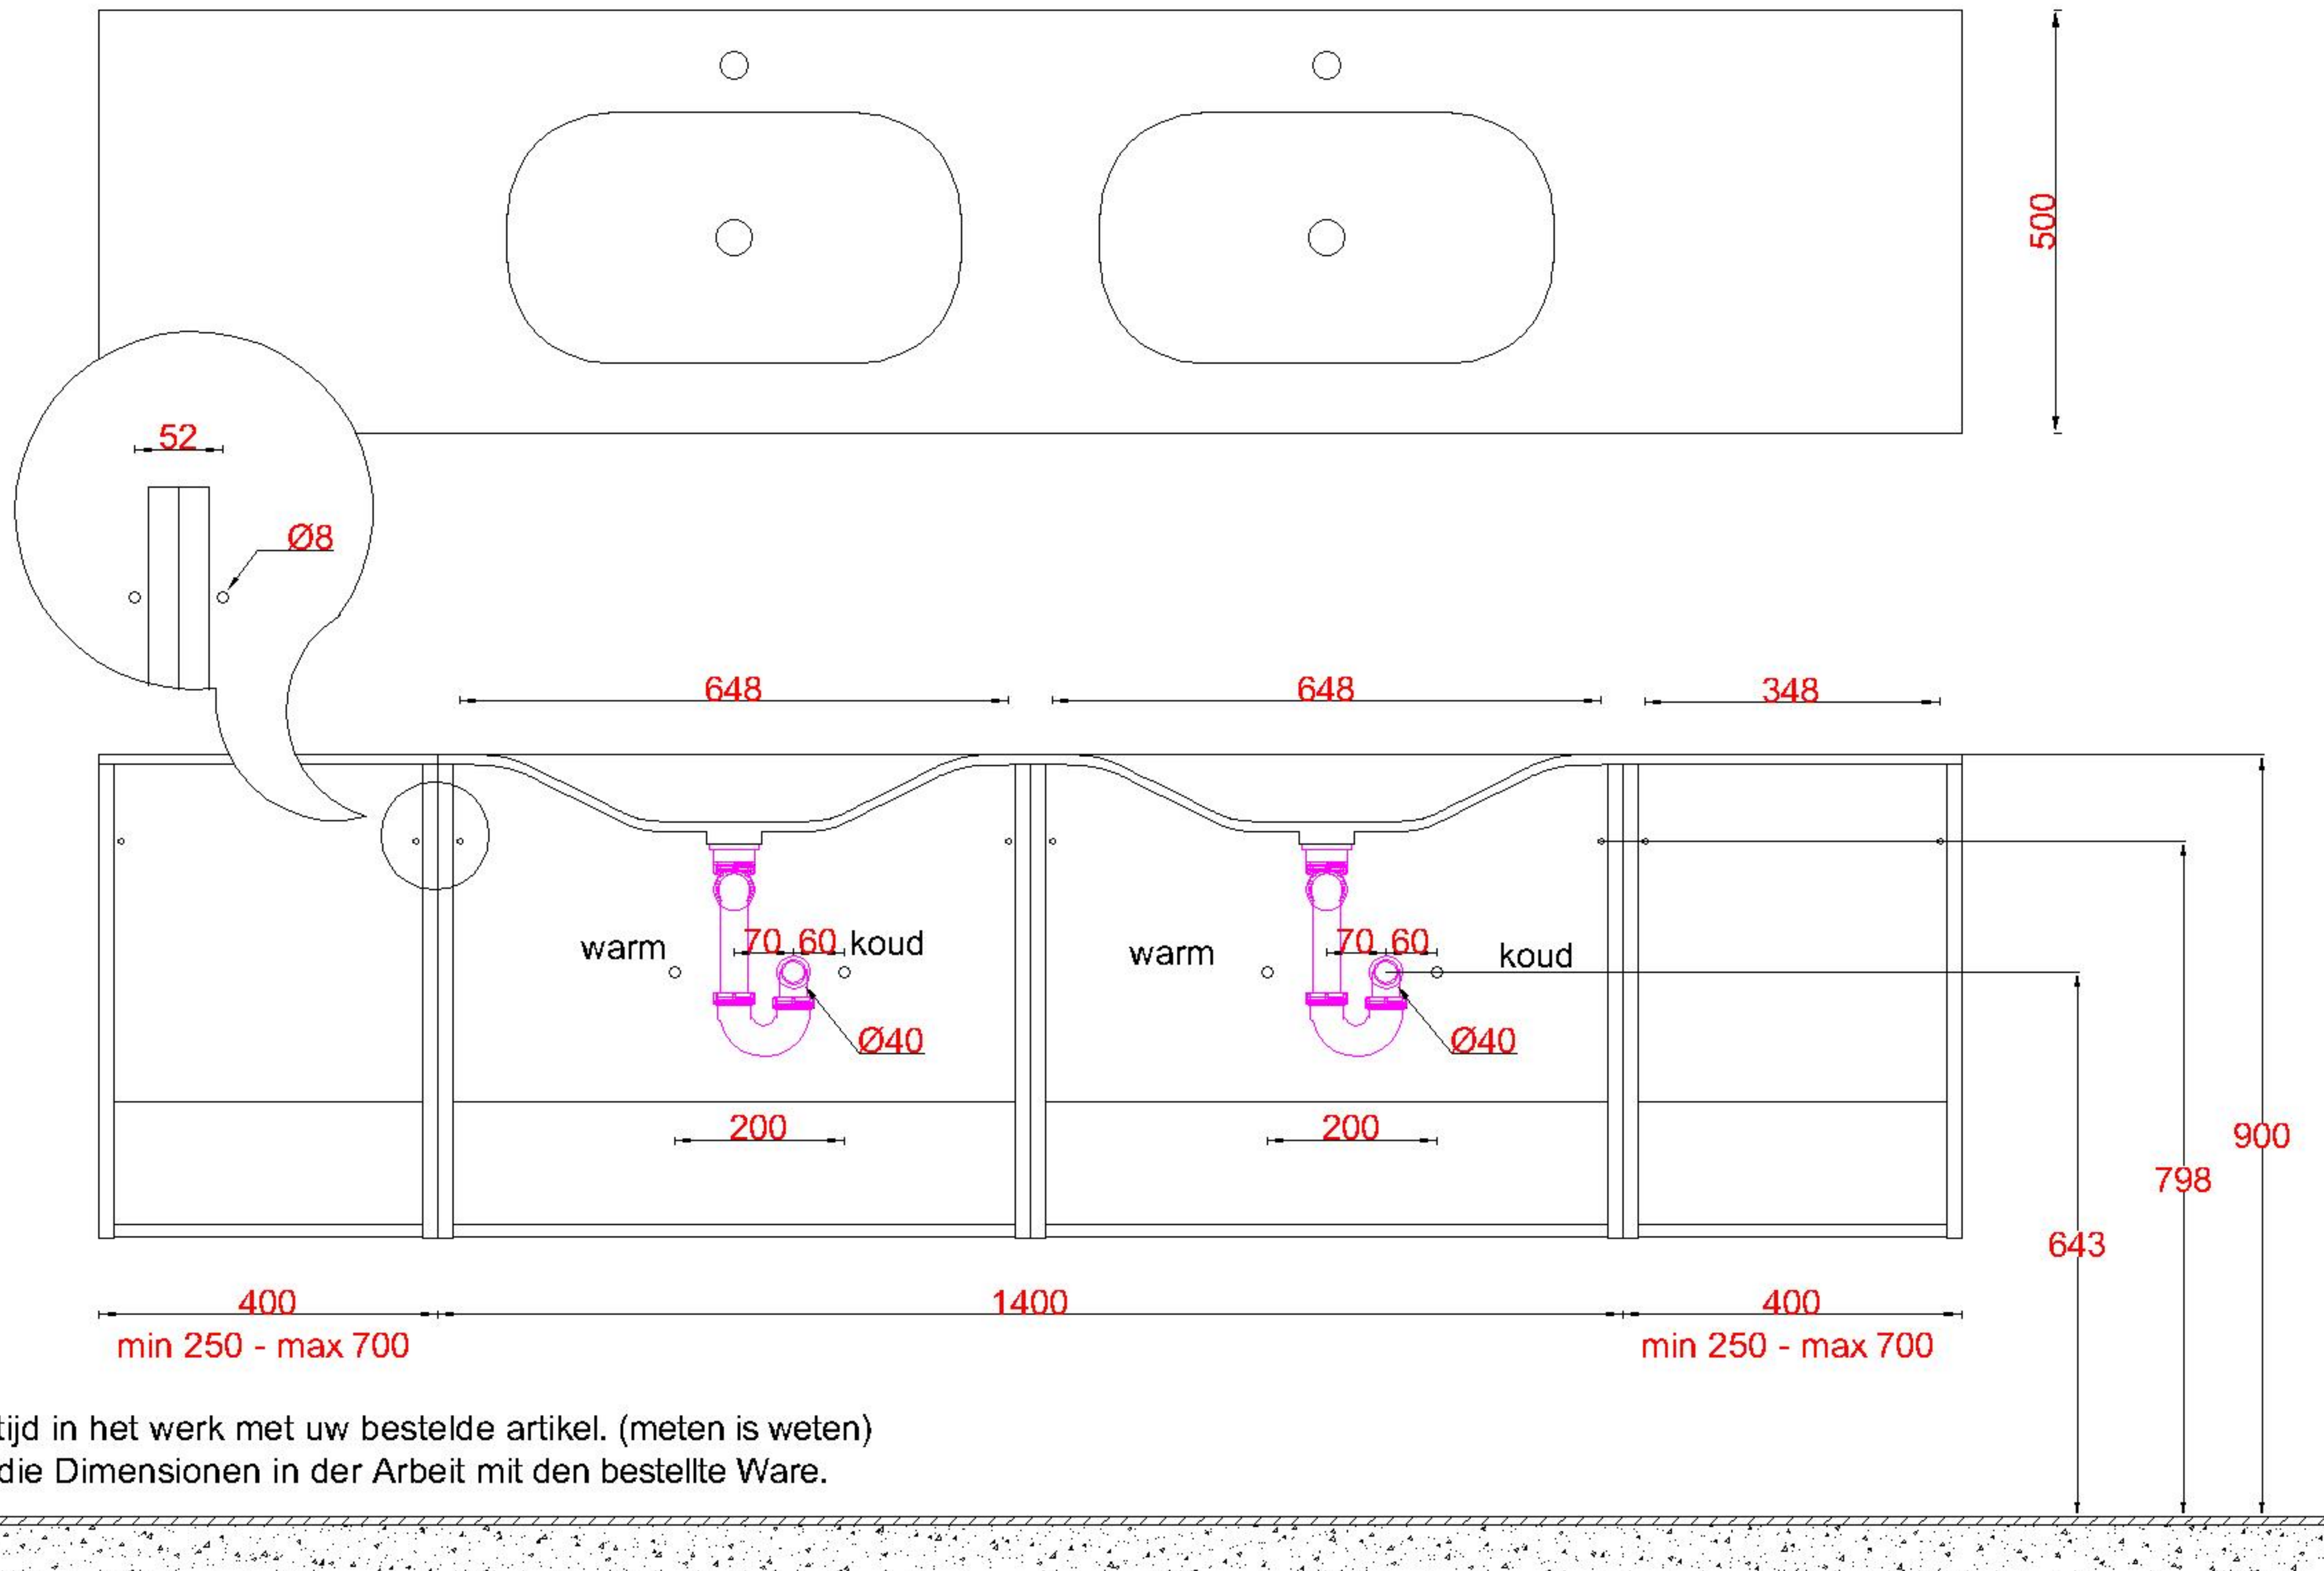 500
52
Ø8
648
648
348
warm
70
60
koud
warm
70
60
koud
Ø40
Ø40
200
200
900
798
643
400
1400
400
min 250 - max 700
min 250 - max 700
tijd in het werk met uw bestelde artikel. (meten is weten)
die Dimensionen in der Arbeit mit den bestellte Ware.